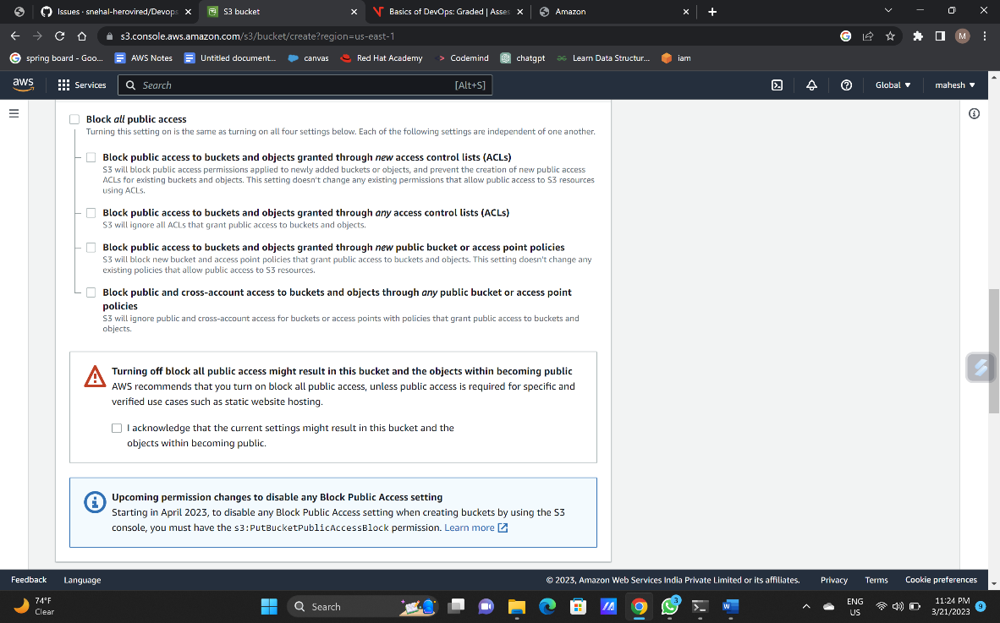 Issues · snehal-herovired/Devops
S3 bucket
Basics of DevOps: Graded | Asses
Amazon
s3.console.aws.amazon.com/s3/bucket/create?region=us-east-1
M
spring board - Goo...
AWS Notes
Untitled document...
canvas
Red Hat Academy
Codemind
chatgpt
Learn Data Structur...
iam
aws
Services
Search
[Alt+S]
Global
mahesh
Block all public access
Turning this setting on is the same as turning on all four settings below. Each of the following settings are independent of one another.
Block public access to buckets and objects granted through new access control lists (ACLs)
S3 will block public access permissions applied to newly added buckets or objects, and prevent the creation of new public access
ACLs for existing buckets and objects. This setting doesn't change any existing permissions that allow public access to S3 resources
using ACLs.
Block public access to buckets and objects granted through any access control lists (ACLs)
S3 will ignore all ACLs that grant public access to buckets and objects.
Block public access to buckets and objects granted through new public bucket or access point policies
S3 will block new bucket and access point policies that grant public access to buckets and objects. This setting doesn't change any
existing policies that allow public access to S3 resources.
Block public and cross-account access to buckets and objects through any public bucket or access point
policies
S3 will ignore public and cross-account access for buckets or access points with policies that grant public access to buckets and
objects.
Turning off block all public access might result in this bucket and the objects within becoming public
AWS recommends that you turn on block all public access, unless public access is required for specific and
verified use cases such as static website hosting.
I acknowledge that the current settings might result in this bucket and the
objects within becoming public.
Upcoming permission changes to disable any Block Public Access setting
Starting in April 2023, to disable any Block Public Access setting when creating buckets by using the S3
console, you must have the s3:PutBucketPublicAccessBlock permission. Learn more
Feedback
Language
© 2023, Amazon Web Services India Private Limited or its affiliates.
Privacy
Terms
Cookie preferences
74°F
Clear
Search
3
ENG
US
11:24 PM
3/21/2023
9